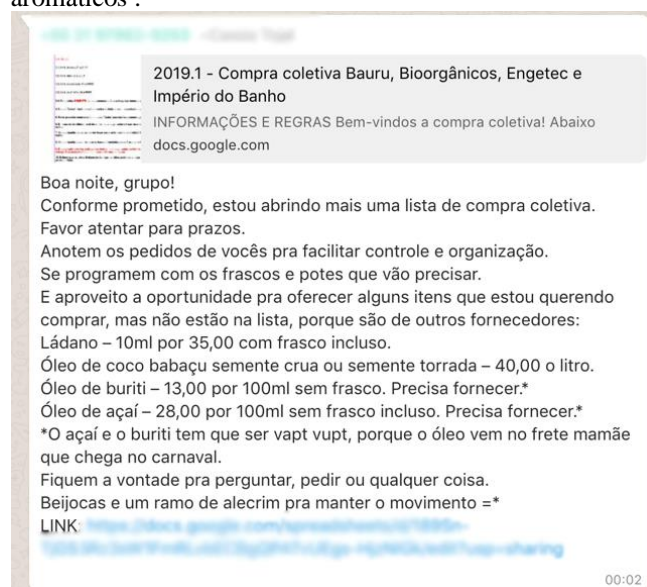 aromáticos".
2019.1 - Compra coletiva Bauru, Bioorgânicos, Engetec e
Império do Banho
INFORMAÇÕES E REGRAS Bem-vindos a compra coletiva! Abaixo
docs.google.com
Boa noite, grupo!
Conforme prometido, estou abrindo mais uma lista de compra coletiva.
Favor atentar para prazos.
Anotem os pedidos de vocês pra facilitar controle e organização.
Se programem com os frascos e potes que vão precisar.
E aproveito a oportunidade pra oferecer alguns itens que estou querendo
comprar, mas não estão na lista, porque são de outros fornecedores:
Ládano – 10ml por 35,00 com frasco incluso.
Óleo de coco babaçu semente crua ou semente torrada – 40,00 o litro.
Óleo de buriti – 13,00 por 100ml sem frasco. Precisa fornecer.*
Óleo de açaí – 28,00 por 100ml sem frasco incluso. Precisa fornecer.*
*O açaí e o buriti tem que ser vapt vupt, porque o óleo vem no frete mamãe
que chega no carnaval.
Fiquem a vontade pra perguntar, pedir ou qualquer coisa.
Beijocas e um ramo de alecrim pra manter o movimento =*
LINK:
00:02